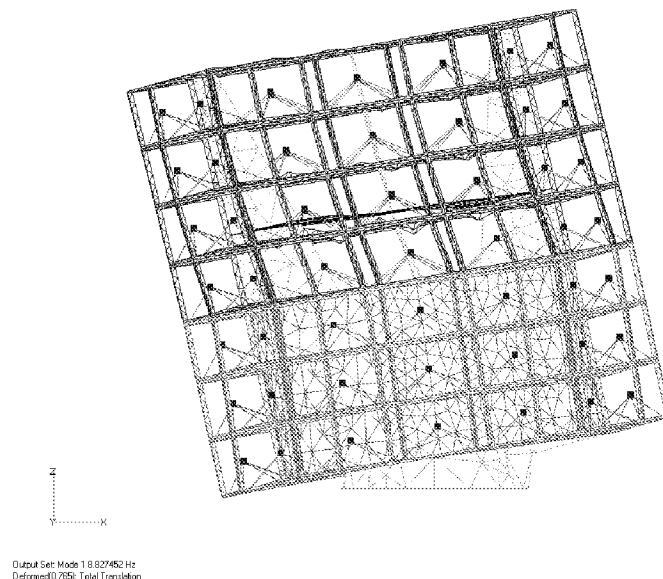 Z
Y X
Output Set: Mode 1 8.827452 Hz
Deformed(0.765): Total Translation